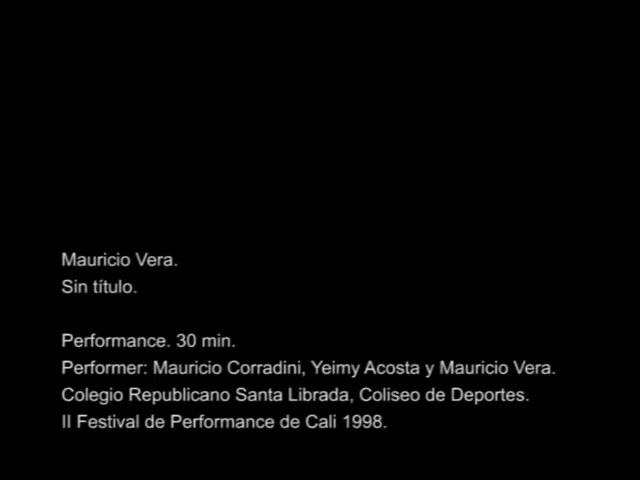 Mauricio Vera.
Sin título.
Performance. 30 min.
Performer: Mauricio Corradini, Yeimy Acosta y Mauricio Vera.
Colegio Republicano Santa Librada, Coliseo de Deportes.
II Festival de Performance de Cali 1998.